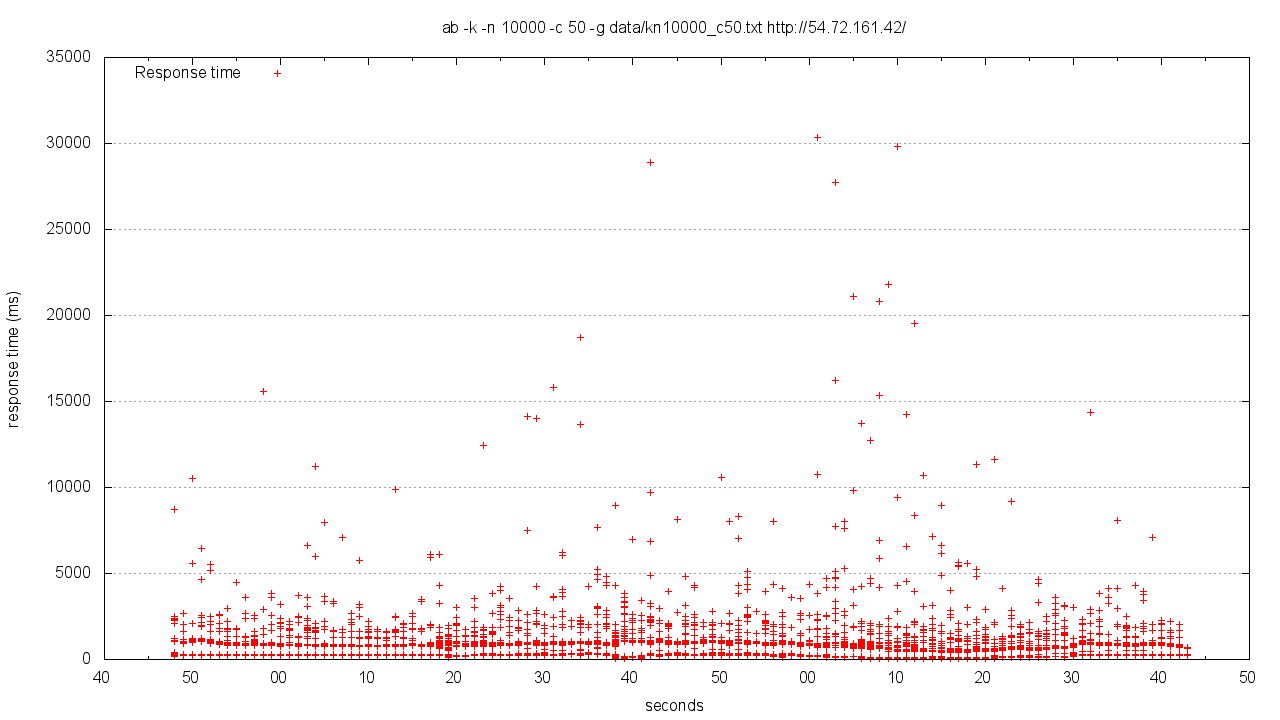 ab -k -n 10000 -c 50 -g data/kn10000_c50.txt http://54.72.161.42/
35000
Response time
30000
25000
20000
15000
10000
5000
0
response time (ms)
40 50 00 10 20 30 40 50 00 10 20 30 40 50
seconds